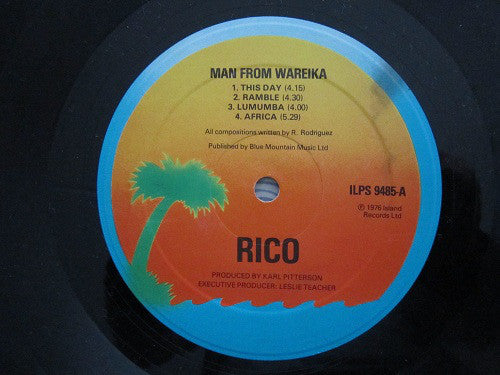 MAN FROM WAREIKA
1. THIS DAY (4.15)
2. RAMBLE (4.30)
3. LUMUMBA (4.00)
4. AFRICA (5.29)
All compositions written by R. Rodriguez
Published by Blue Mountain Music Ltd
ILPS 9485-A
℗ 1976 Island
Records Ltd
RICO
PRODUCED BY KARL PITTERSON
EXECUTIVE PRODUCER: LESLIE TEACHER